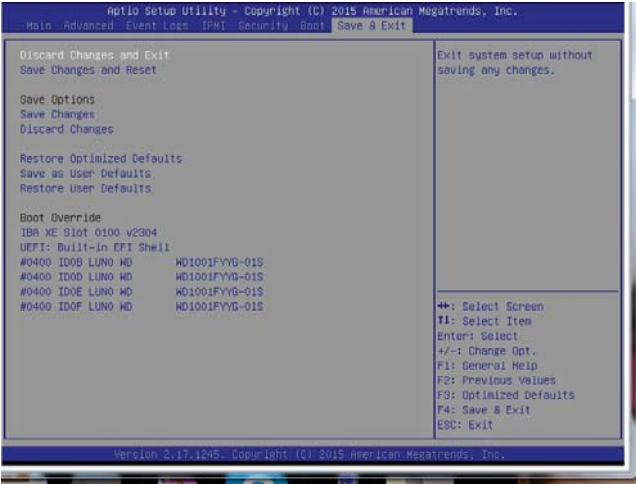 Aptio Setup Utility - Copyright (C) 2015 American Megatrends, Inc.
Main Advanced Event Logs IPMI Security Boot Save & Exit
Discard Changes and Exit
Save Changes and Reset
Save Options
Save Changes
Discard Changes
Restore Optimized Defaults
Save as User Defaults
Restore User Defaults
Boot Override
IBA XE Slot 0100 v2304
UEFI: Built-in EFI Shell
#0400 ID0B LUN0 WD WD1001FYYG-01S
#0400 ID0D LUN0 WD WD1001FYYG-01S
#0400 ID0E LUN0 WD WD1001FYYG-01S
#0400 ID0F LUN0 WD WD1001FYYG-01S
Exit system setup without
saving any changes.
↔: Select Screen
↑↓: Select Item
Enter: Select
+/-: Change Opt.
F1: General Help
F2: Previous Values
F3: Optimized Defaults
F4: Save & Exit
ESC: Exit
Version 2.17.1245. Copyright (C) 2015 American Megatrends, Inc.